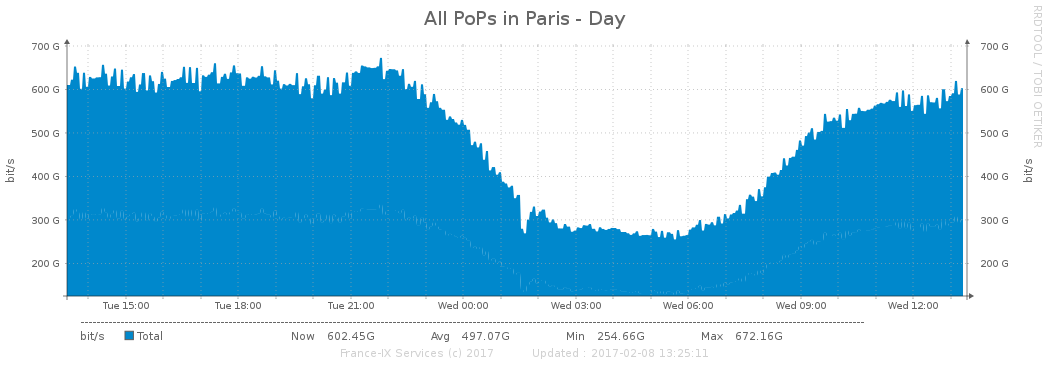 All PoPs in Paris - Day
RRDTOOL / TOBI OETIKER
700 G 700 G
600 G 600 G
500 G 500 G
400 G 400 G
300 G 300 G
200 G 200 G
bit/s bit/s
Tue 15:00 Tue 18:00 Tue 21:00 Wed 00:00 Wed 03:00 Wed 06:00 Wed 09:00 Wed 12:00
bit/s Total Now 602.45G Avg 497.07G Min 254.66G Max 672.16G
France-IX Services (c) 2017 Updated : 2017-02-08 13:25:11